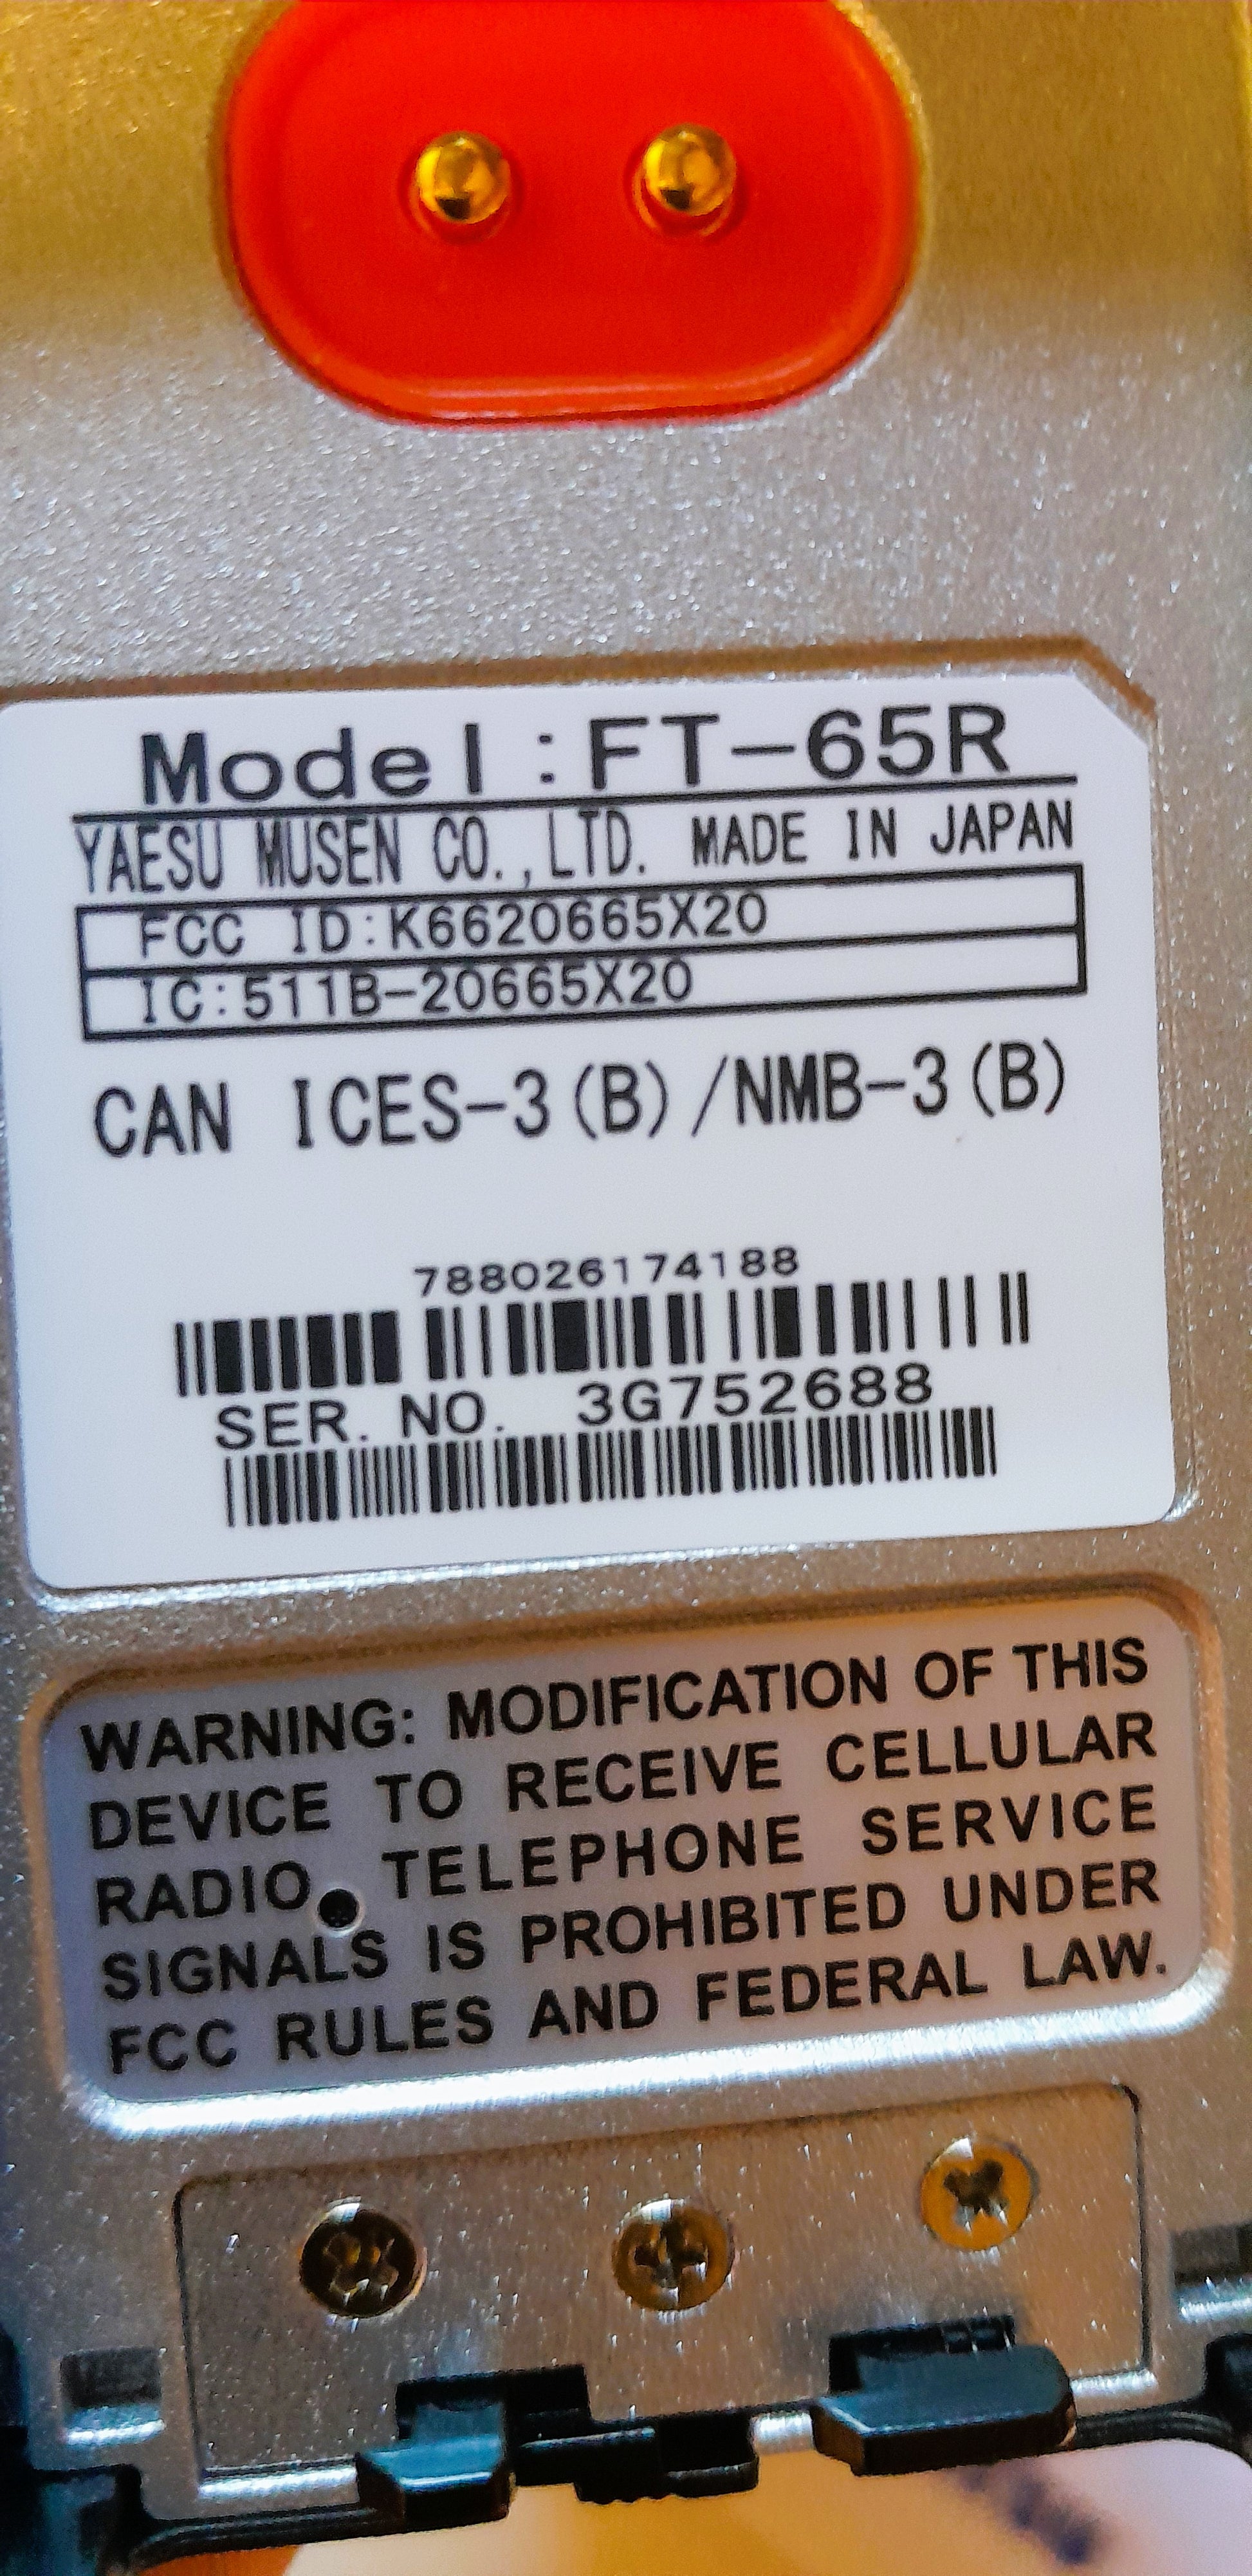 Model:FT-65R
YAESU MUSEN CO.,LTD. MADE IN JAPAN
FCC ID:K6620665X20
IC:511B-20665X20
CAN ICES-3(B)/NMB-3(B)
788026174188
SER. NO. 3G752688
WARNING: MODIFICATION OF THIS
DEVICE TO RECEIVE CELLULAR
RADIO TELEPHONE SERVICE
SIGNALS IS PROHIBITED UNDER
FCC RULES AND FEDERAL LAW.